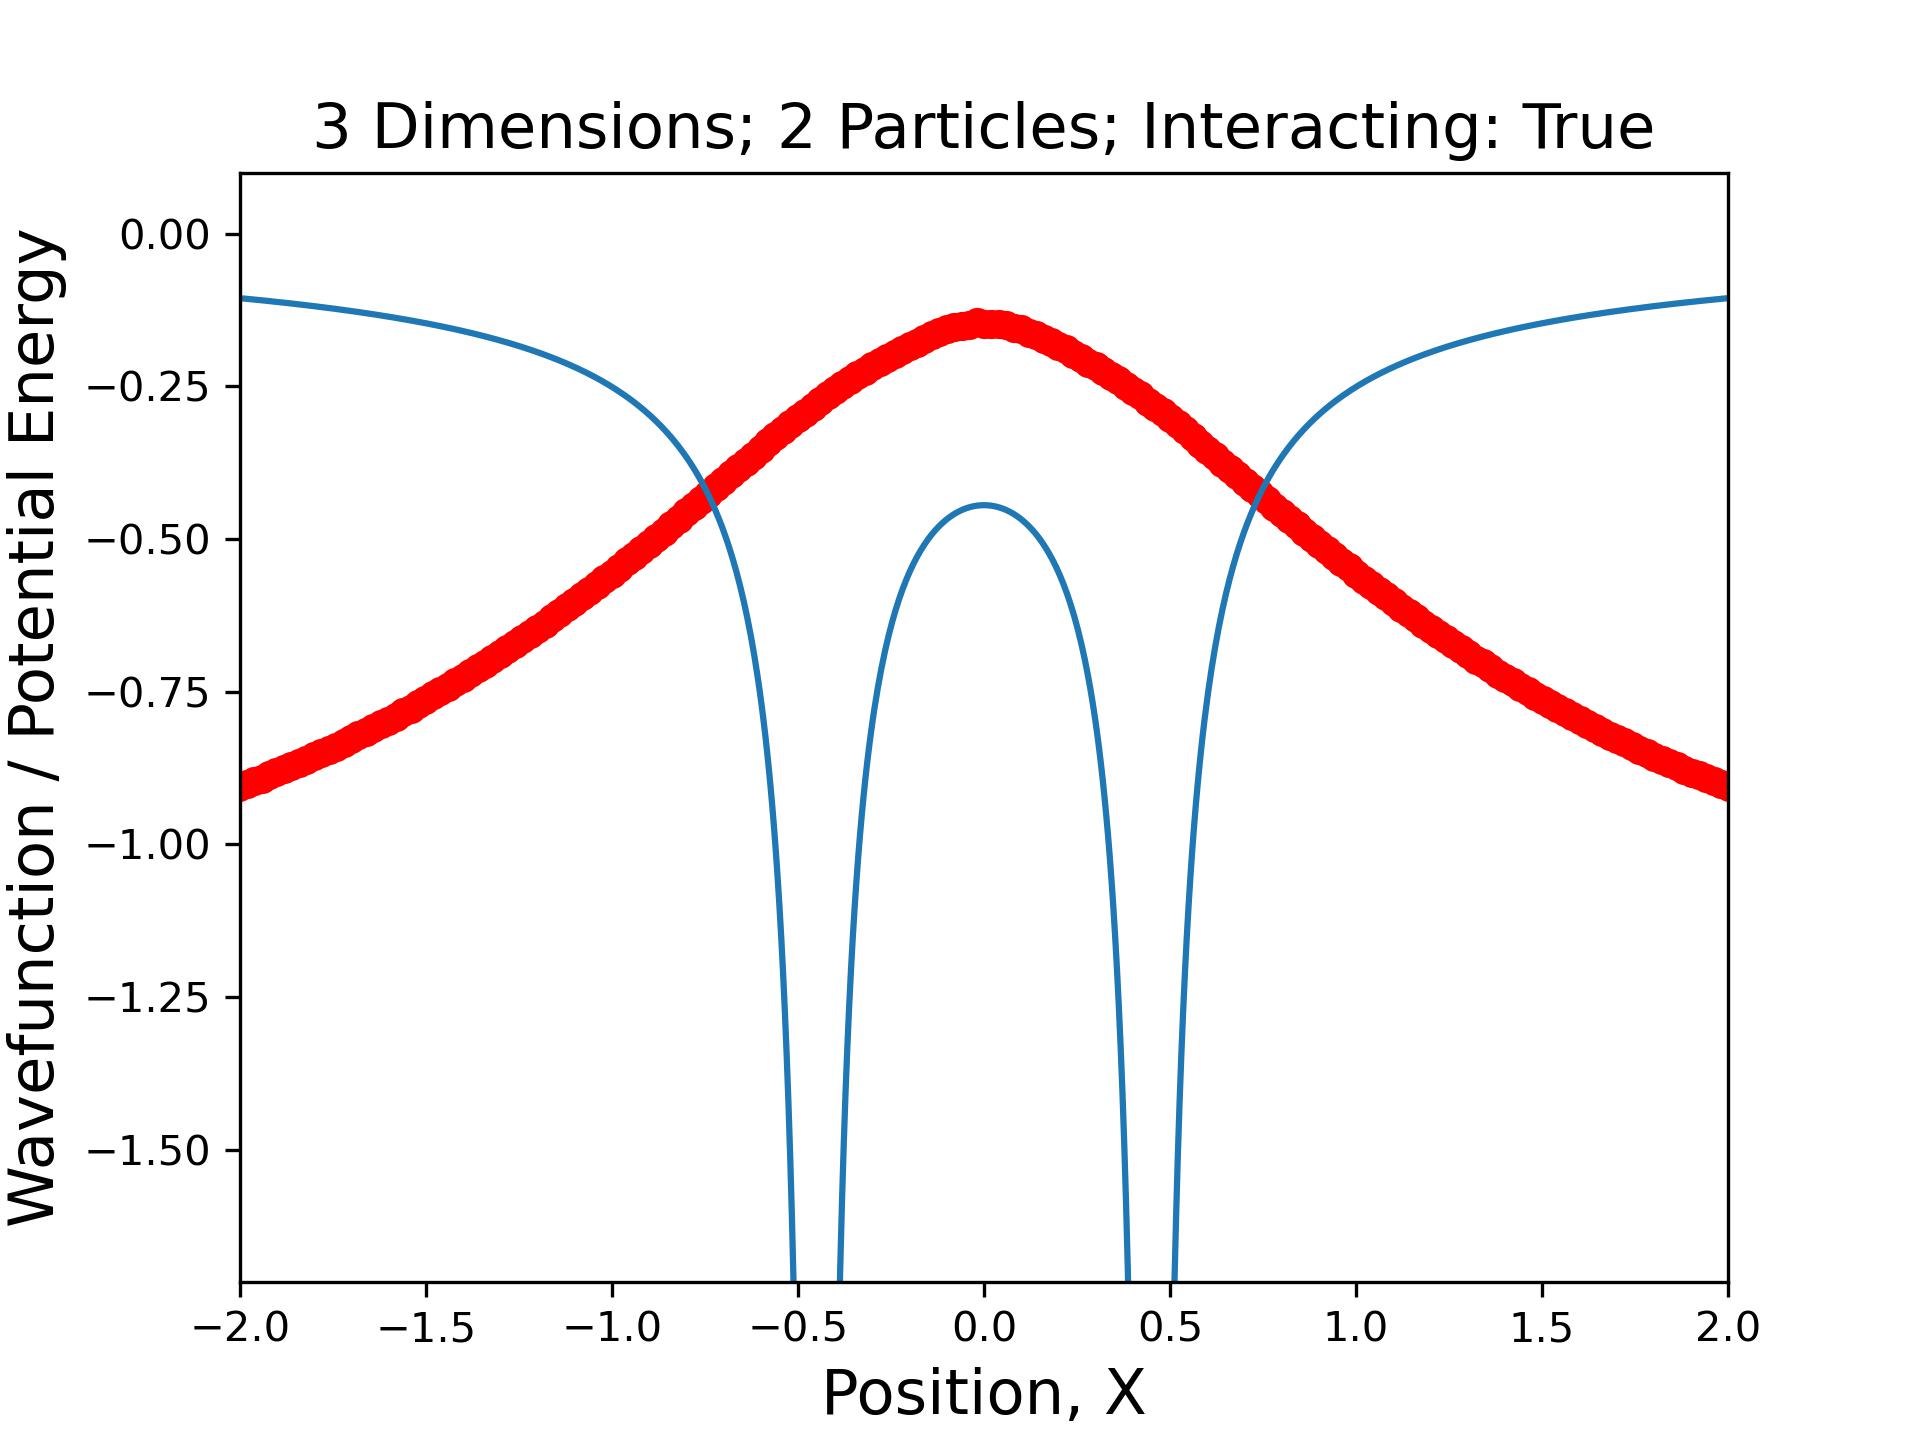 3 Dimensions; 2 Particles; Interacting: True
Wavefunction / Potential Energy
0.00
−0.25
−0.50
−0.75
−1.00
−1.25
−1.50
−2.0 −1.5 −1.0 −0.5 0.0 0.5 1.0 1.5 2.0
Position, X